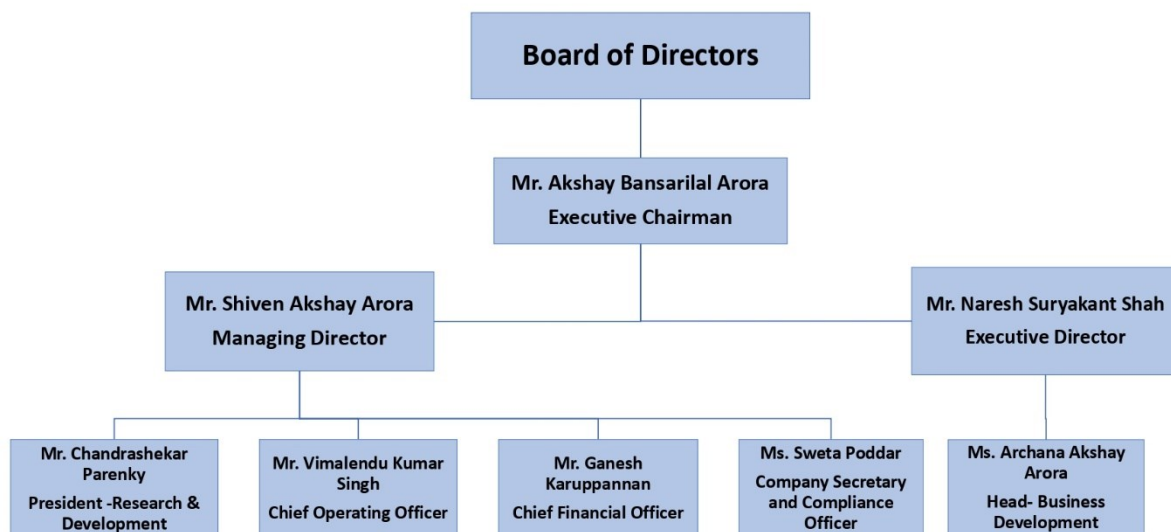 Board of Directors
Mr. Akshay Bansarilal Arora
Executive Chairman
Mr. Shiven Akshay Arora
Managing Director
Mr. Naresh Suryakant Shah
Executive Director
Mr. Chandrashekar
Parenky
President -Research &
Development
Mr. Vimalendu Kumar
Singh
Chief Operating Officer
Mr. Ganesh
Karuppannan
Chief Financial Officer
Ms. Sweta Poddar
Company Secretary
and Compliance
Officer
Ms. Archana Akshay
Arora
Head- Business
Development